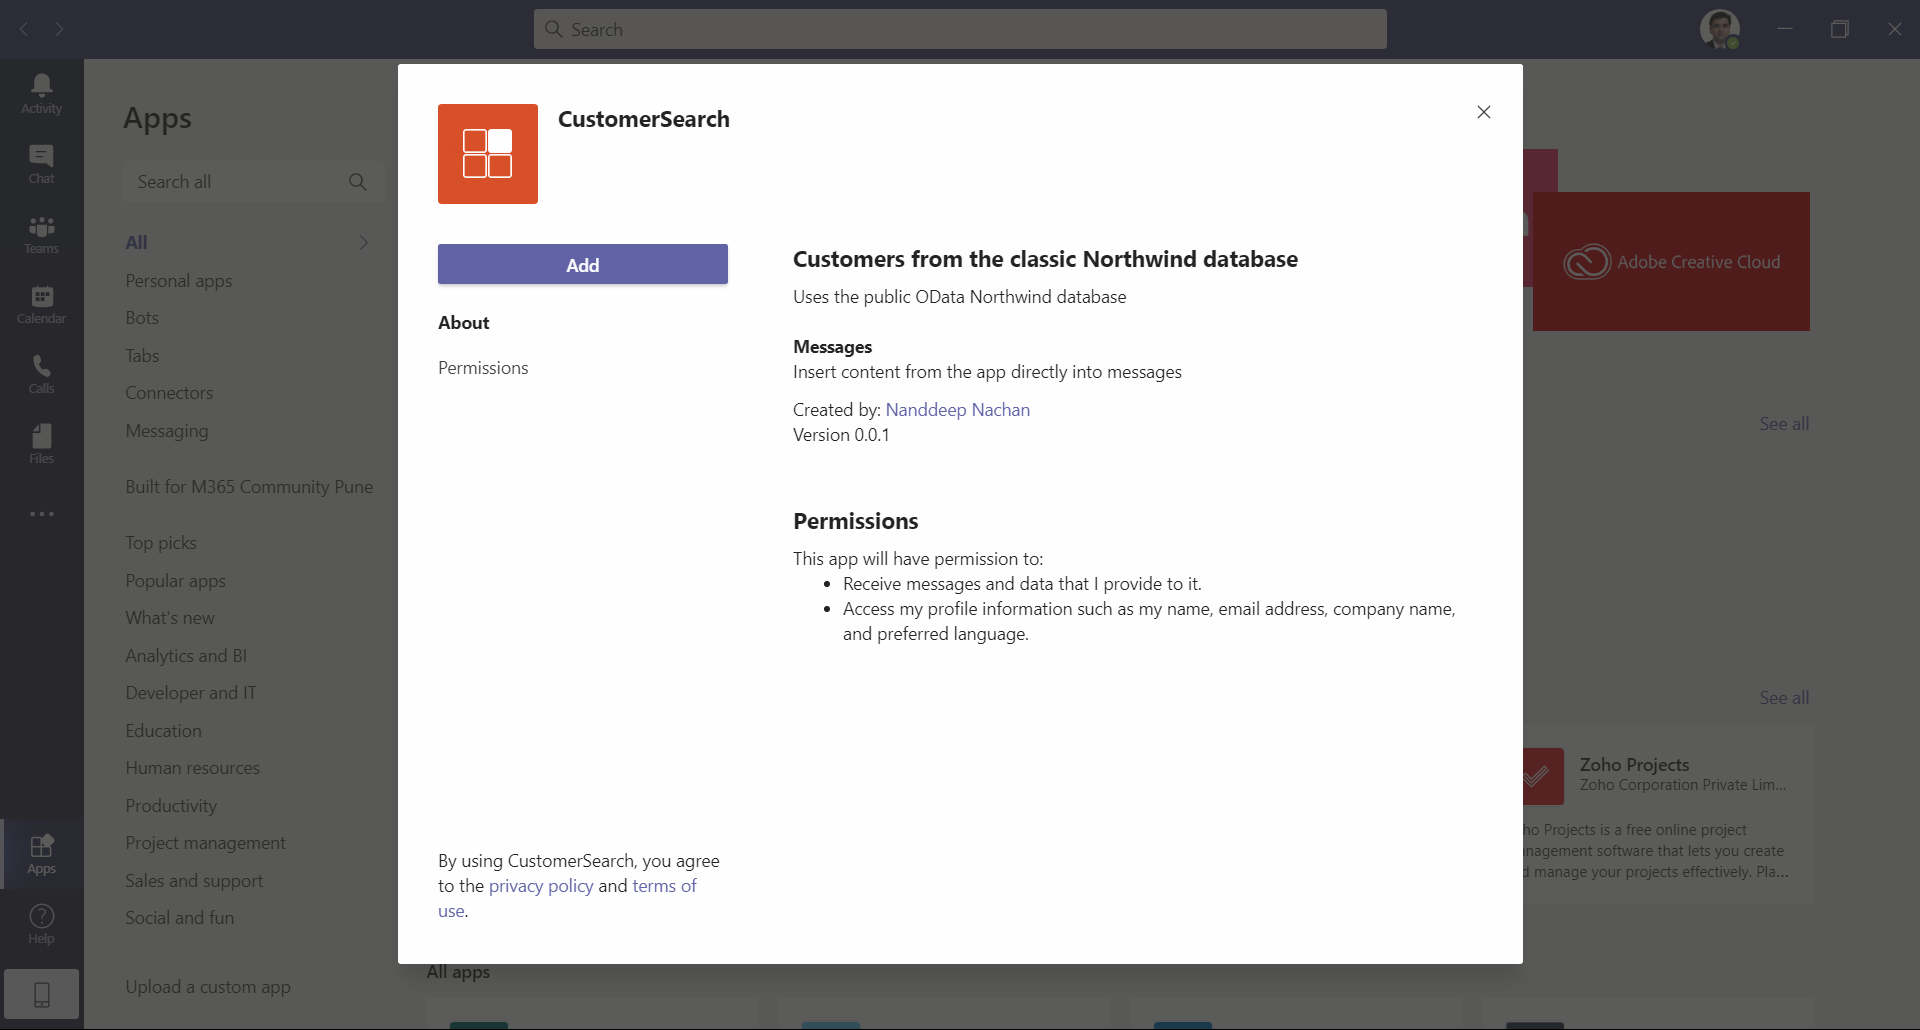 Search
Activity
Chat
Teams
Calendar
Calls
Files
Apps
Help
Apps
Search all
All
Personal apps
Bots
Tabs
Connectors
Messaging
Built for M365 Community Pune
Top picks
Popular apps
What's new
Analytics and BI
Developer and IT
Education
Human resources
Productivity
Project management
Sales and support
Social and fun
Upload a custom app
CustomerSearch
Add
About
Permissions
By using CustomerSearch, you agree
to the privacy policy and terms of
use.
Customers from the classic Northwind database
Uses the public OData Northwind database
Messages
Insert content from the app directly into messages
Created by: Nanddeep Nachan
Version 0.0.1
Permissions
This app will have permission to:
• Receive messages and data that I provide to it.
• Access my profile information such as my name, email address, company name,
and preferred language.
Adobe Creative Cloud
See all
See all
Zoho Projects
Zoho Corporation Private Lim...
Projects is a free online project
software that lets you create
manage your projects effectively. Pla...
All apps